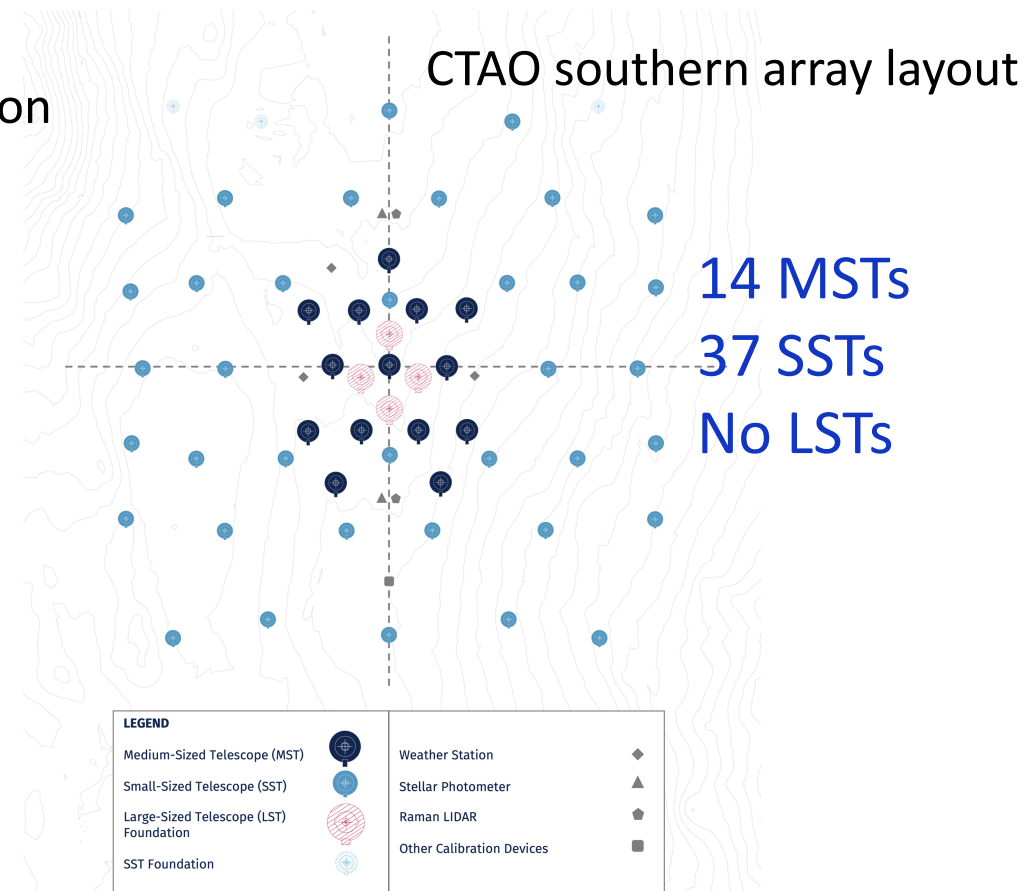 CTAO southern array layout
on
14 MSTs
37 SSTs
No LSTs
LEGEND
Medium-Sized Telescope (MST)
Small-Sized Telescope (SST)
Large-Sized Telescope (LST)
Foundation
SST Foundation
Weather Station
Stellar Photometer
Raman LIDAR
Other Calibration Devices